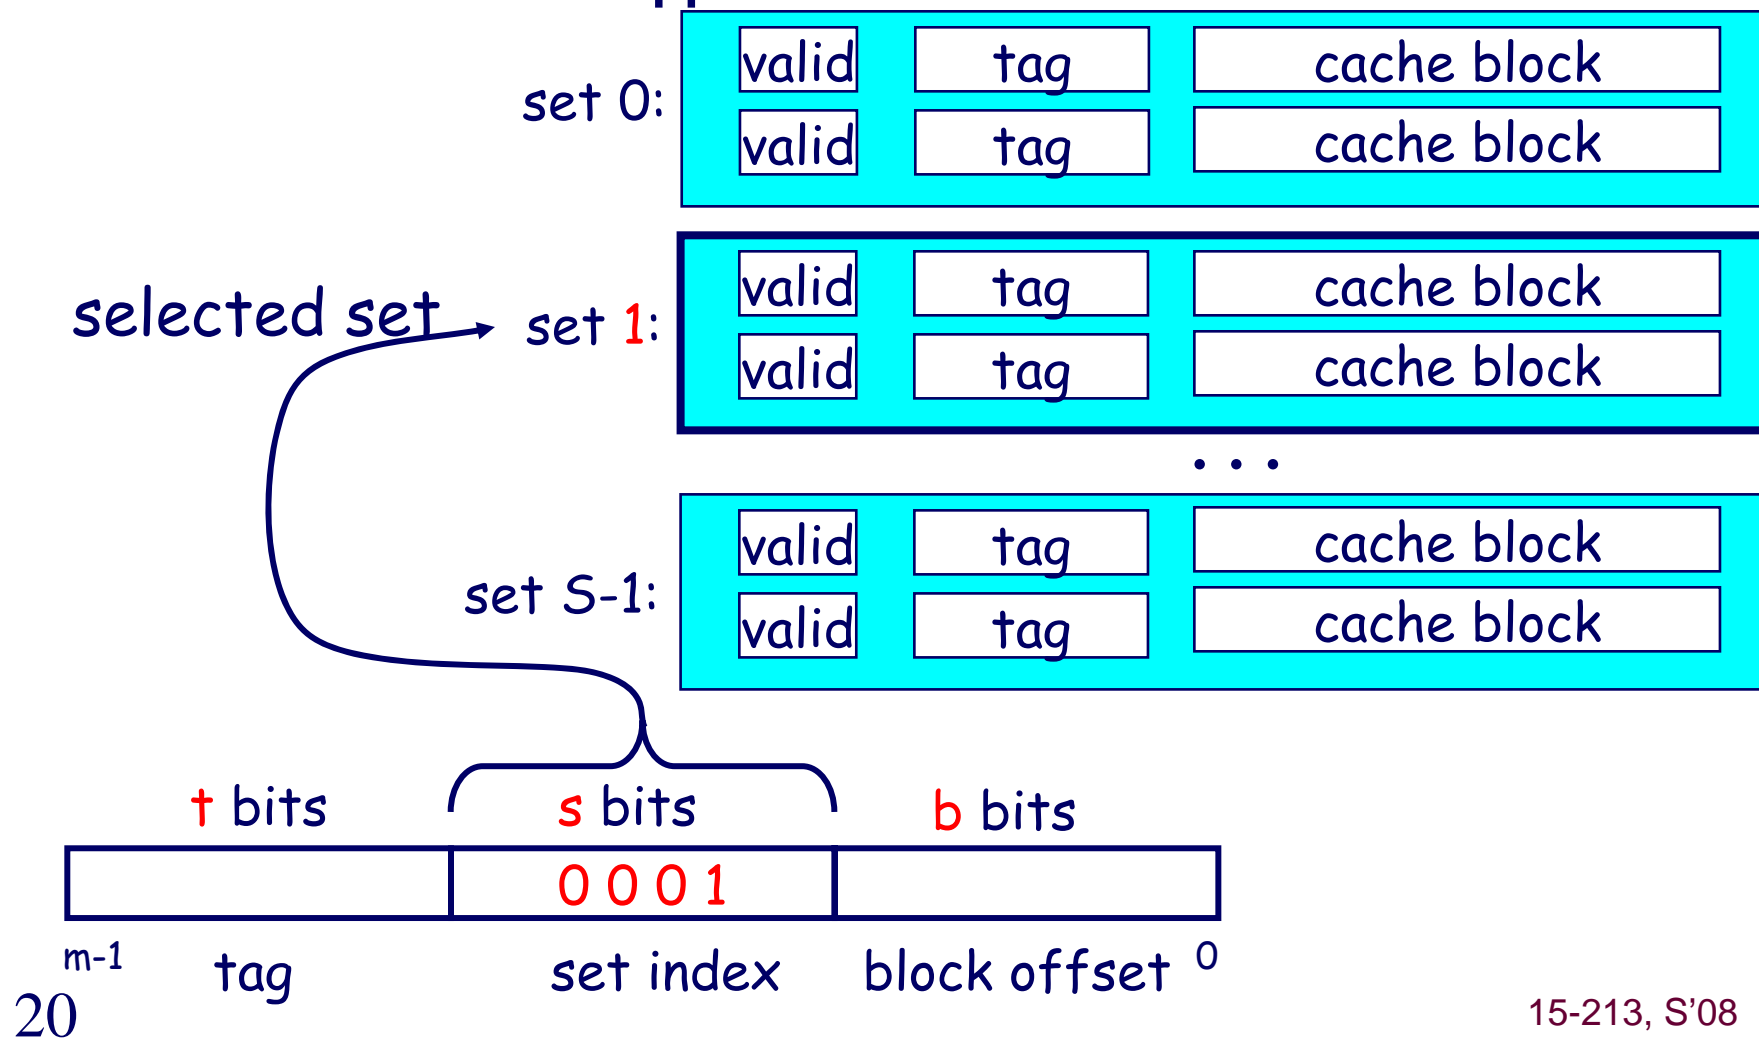 valid tag cache block
set 0:
valid tag cache block
valid tag cache block
selected set set 1:
valid tag cache block
. . .
valid tag cache block
set S-1:
valid tag cache block
t bits s bits b bits
0 0 0 1
m-1 tag set index block offset 0
20 15-213, S’08